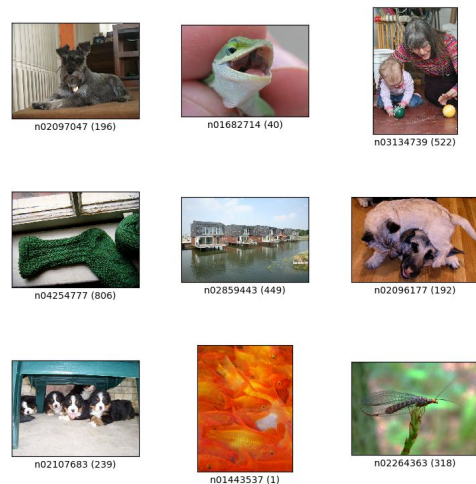 n02097047 (196)
n01682714 (40)
n03134739 (522)
n04254777 (806)
n02859443 (449)
n02096177 (192)
n02107683 (239)
n01443537 (1)
n02264363 (318)